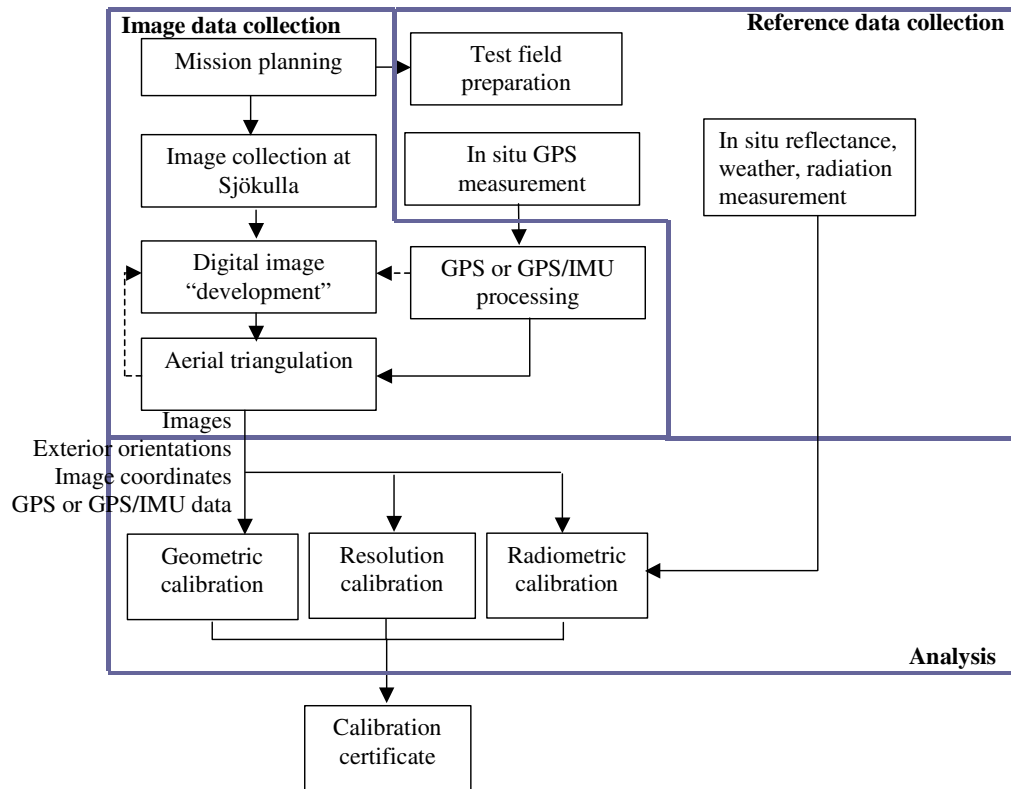 Image data collection
Reference data collection
Mission planning
Test field
preparation
Image collection at
Sjökulla
In situ GPS
measurement
In situ reflectance,
weather, radiation
measurement
Digital image
“development”
GPS or GPS/IMU
processing
Aerial triangulation
Images
Exterior orientations
Image coordinates
GPS or GPS/IMU data
Geometric
calibration
Resolution
calibration
Radiometric
calibration
Analysis
Calibration
certificate